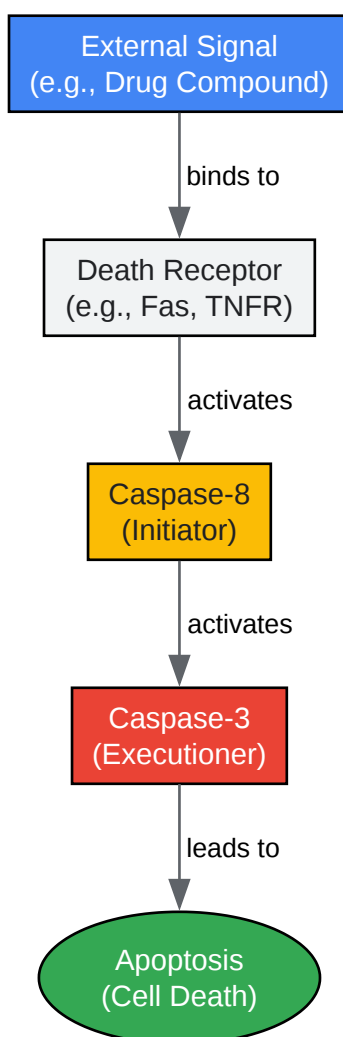 External Signal
(e.g., Drug Compound)
binds to
Death Receptor
(e.g., Fas, TNFR)
activates
Caspase-8
(Initiator)
activates
Caspase-3
(Executioner)
leads to
Apoptosis
(Cell Death)